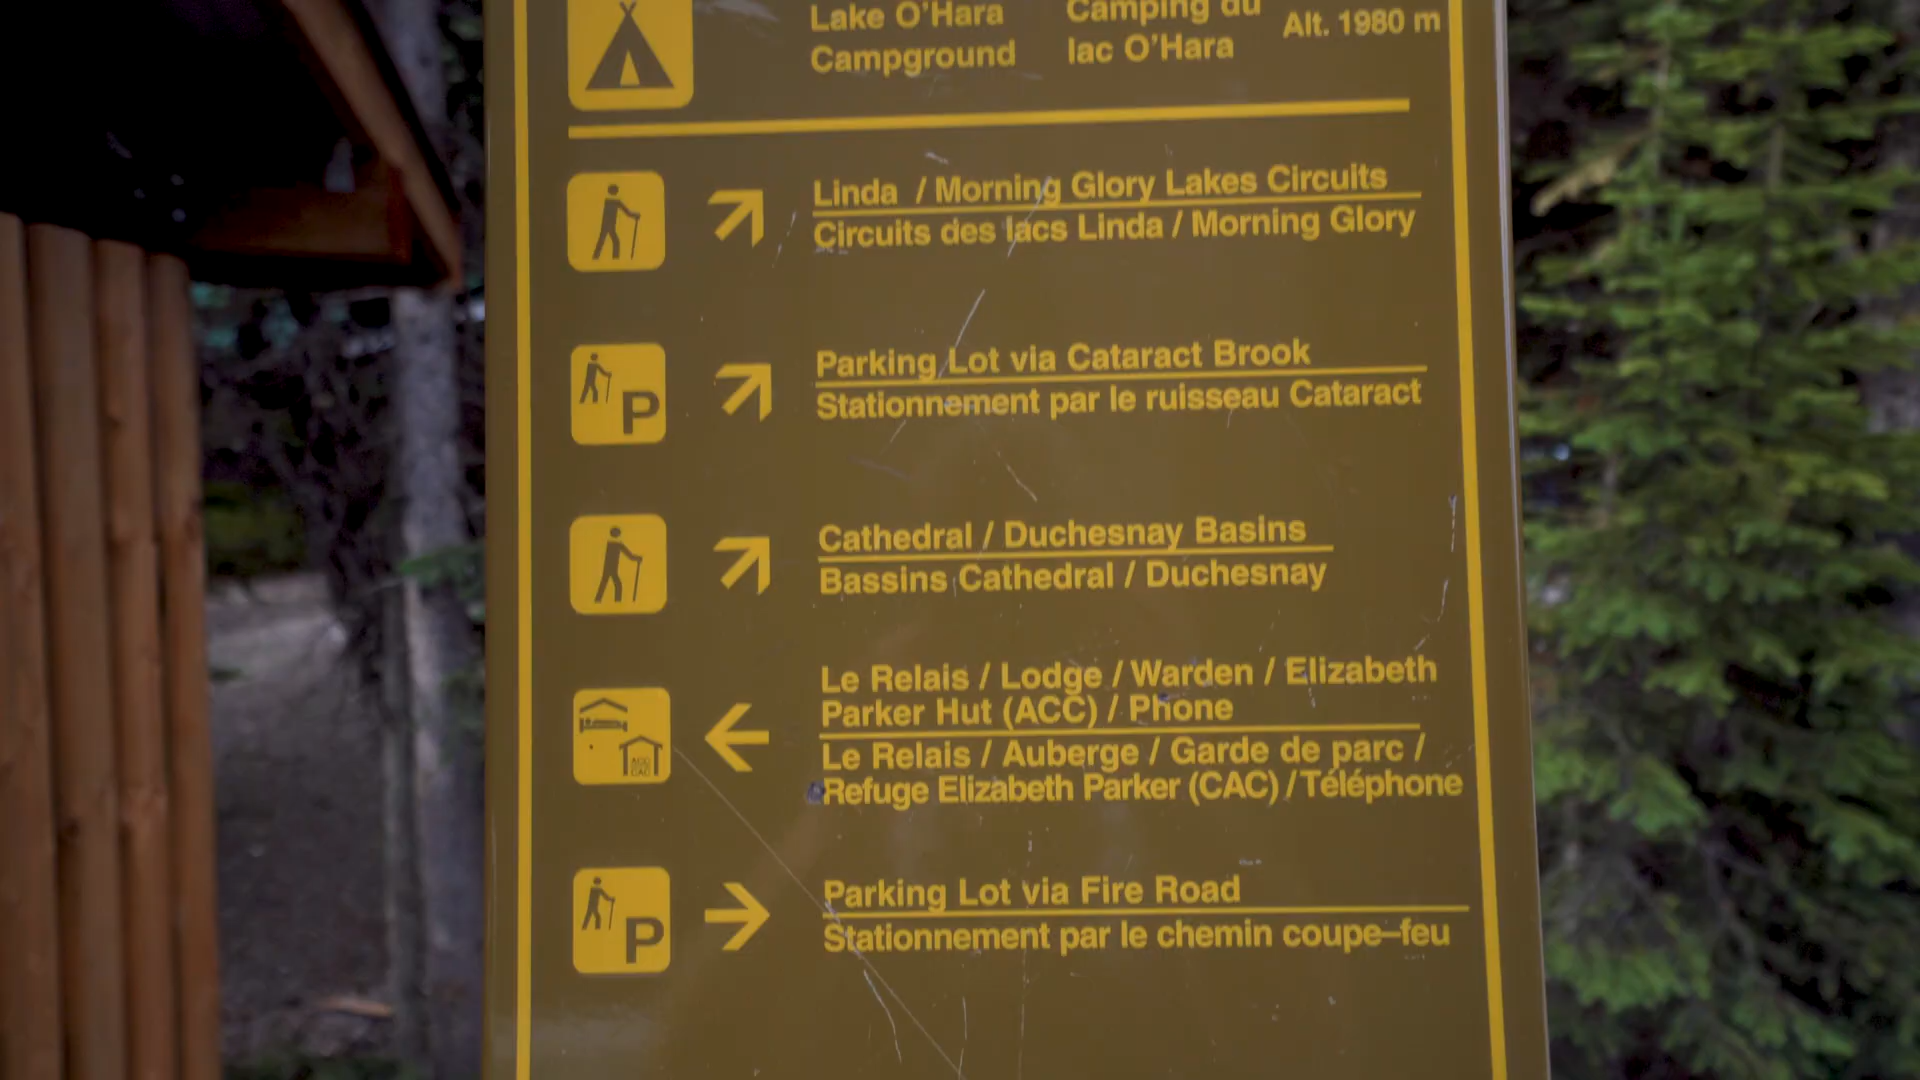 Lake O'Hara
Campground
Camping du
lac O'Hara
Alt. 1980 m
Linda / Morning Glory Lakes Circuits
Circuits des lacs Linda / Morning Glory
P
Parking Lot via Cataract Brook
Stationnement par le ruisseau Cataract
Cathedral / Duchesnay Basins
Bassins Cathedral / Duchesnay
ACC
CAC
Le Relais / Lodge / Warden / Elizabeth
Parker Hut (ACC) / Phone
Le Relais / Auberge / Garde de parc /
Refuge Elizabeth Parker (CAC) / Téléphone
P
Parking Lot via Fire Road
Stationnement par le chemin coupe–feu